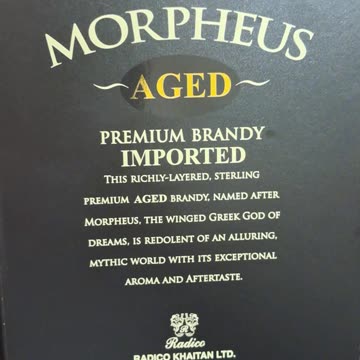 MORPHEUS
~AGED~
PREMIUM BRANDY
IMPORTED
THIS RICHLY-LAYERED, STERLING
PREMIUM AGED BRANDY, NAMED AFTER
MORPHEUS, THE WINGED GREEK GOD OF
DREAMS, IS REDOLENT OF AN ALLURING,
MYTHIC WORLD WITH ITS EXCEPTIONAL
AROMA AND AFTERTASTE.
R
Radico
RADICO KHAITAN LTD.